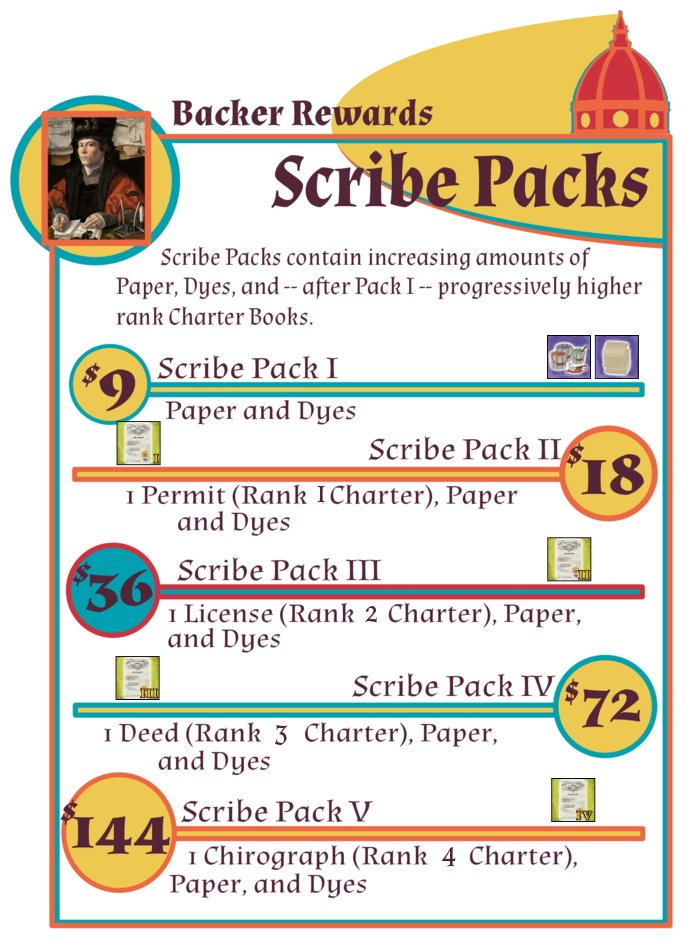 Backer Rewards
Scribe Packs
Scribe Packs contain increasing amounts of
Paper, Dyes, and -- after Pack I -- progressively higher
rank Charter Books.
$9
Scribe Pack I
Paper and Dyes
I
Scribe Pack II
$18
1 Permit (Rank I Charter), Paper
and Dyes
$36
Scribe Pack III
II
1 License (Rank 2 Charter), Paper,
and Dyes
III
Scribe Pack IV
$72
1 Deed (Rank 3 Charter), Paper,
and Dyes
$144
Scribe Pack V
IV
1 Chirograph (Rank 4 Charter),
Paper, and Dyes